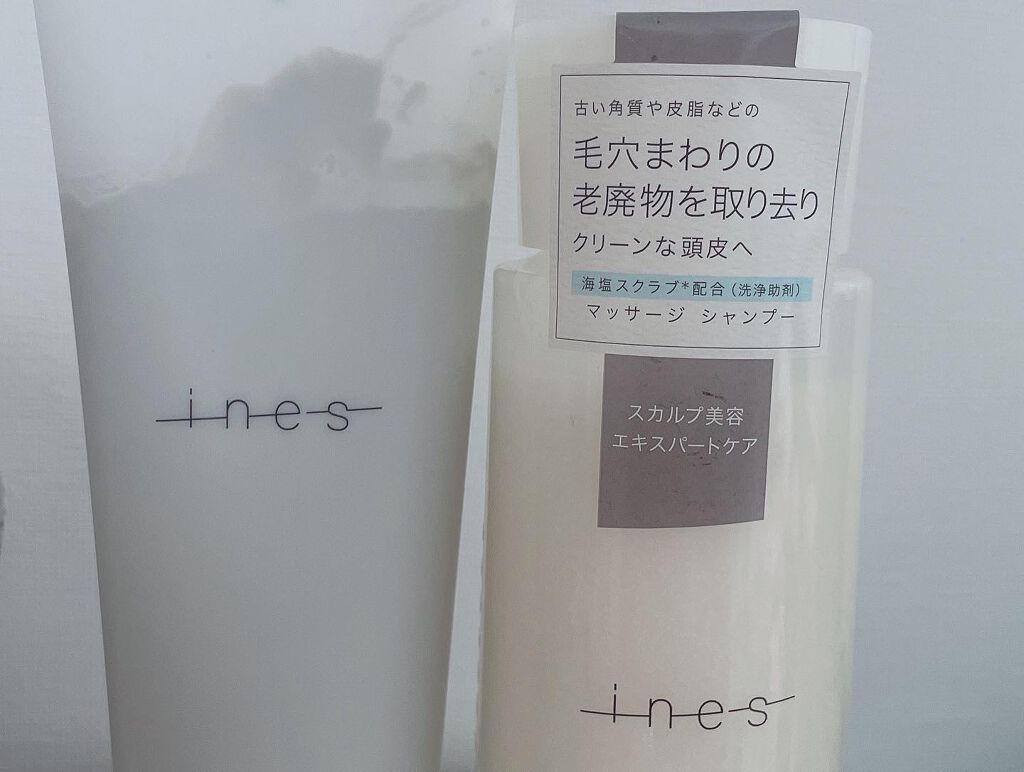 ines
古い角質や皮脂などの
毛穴まわりの
老廃物を取り去り
クリーンな頭皮へ
海塩スクラブ*配合（洗浄助剤）
マッサージ シャンプー
スカルプ美容
エキスパートケア
ines